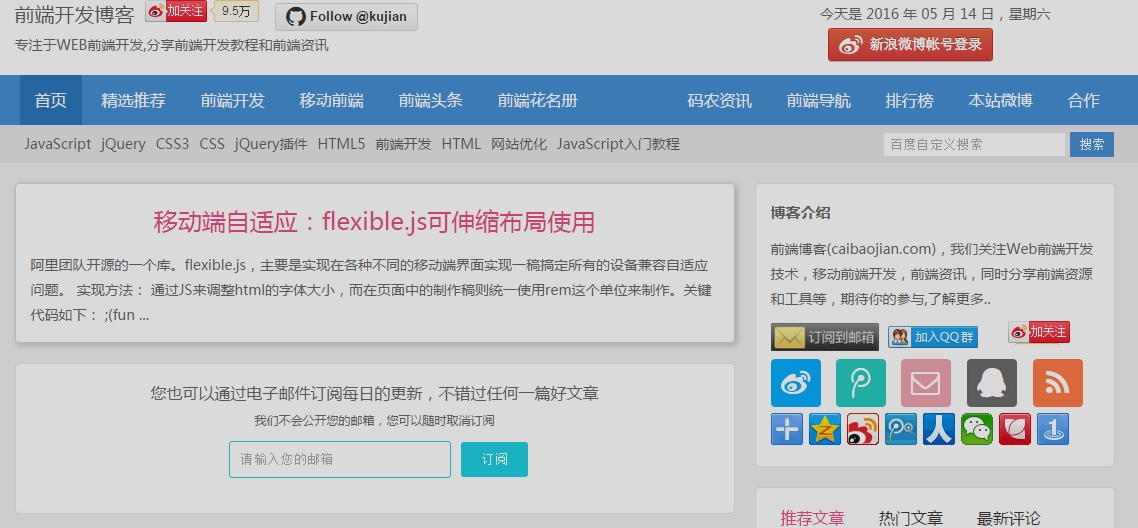 前端开发博客 加关注 9.5万 Follow @kujian
今天是 2016 年 05 月 14 日，星期六
专注于WEB前端开发,分享前端开发教程和前端资讯
新浪微博帐号登录
首页 精选推荐 前端开发 移动前端 前端头条 前端花名册 码农资讯 前端导航 排行榜 本站微博 合作
JavaScript jQuery CSS3 CSS jQuery插件 HTML5 前端开发 HTML 网站优化 JavaScript入门教程
百度自定义搜索 搜索
移动端自适应：flexible.js可伸缩布局使用
阿里团队开源的一个库。flexible.js，主要是实现在各种不同的移动端界面实现一稿搞定所有的设备兼容自适应
问题。 实现方法： 通过JS来调整html的字体大小，而在页面中的制作稿则统一使用rem这个单位来制作。关键
代码如下： ;(fun ...
您也可以通过电子邮件订阅每日的更新，不错过任何一篇好文章
我们不会公开您的邮箱，您可以随时取消订阅
请输入您的邮箱 订阅
博客介绍
前端博客(caibaojian.com)，我们关注Web前端开发
技术，移动前端开发，前端资讯，同时分享前端资源
和工具等，期待你的参与,了解更多..
订阅到邮箱 加入QQ群 加关注
推荐文章 热门文章 最新评论